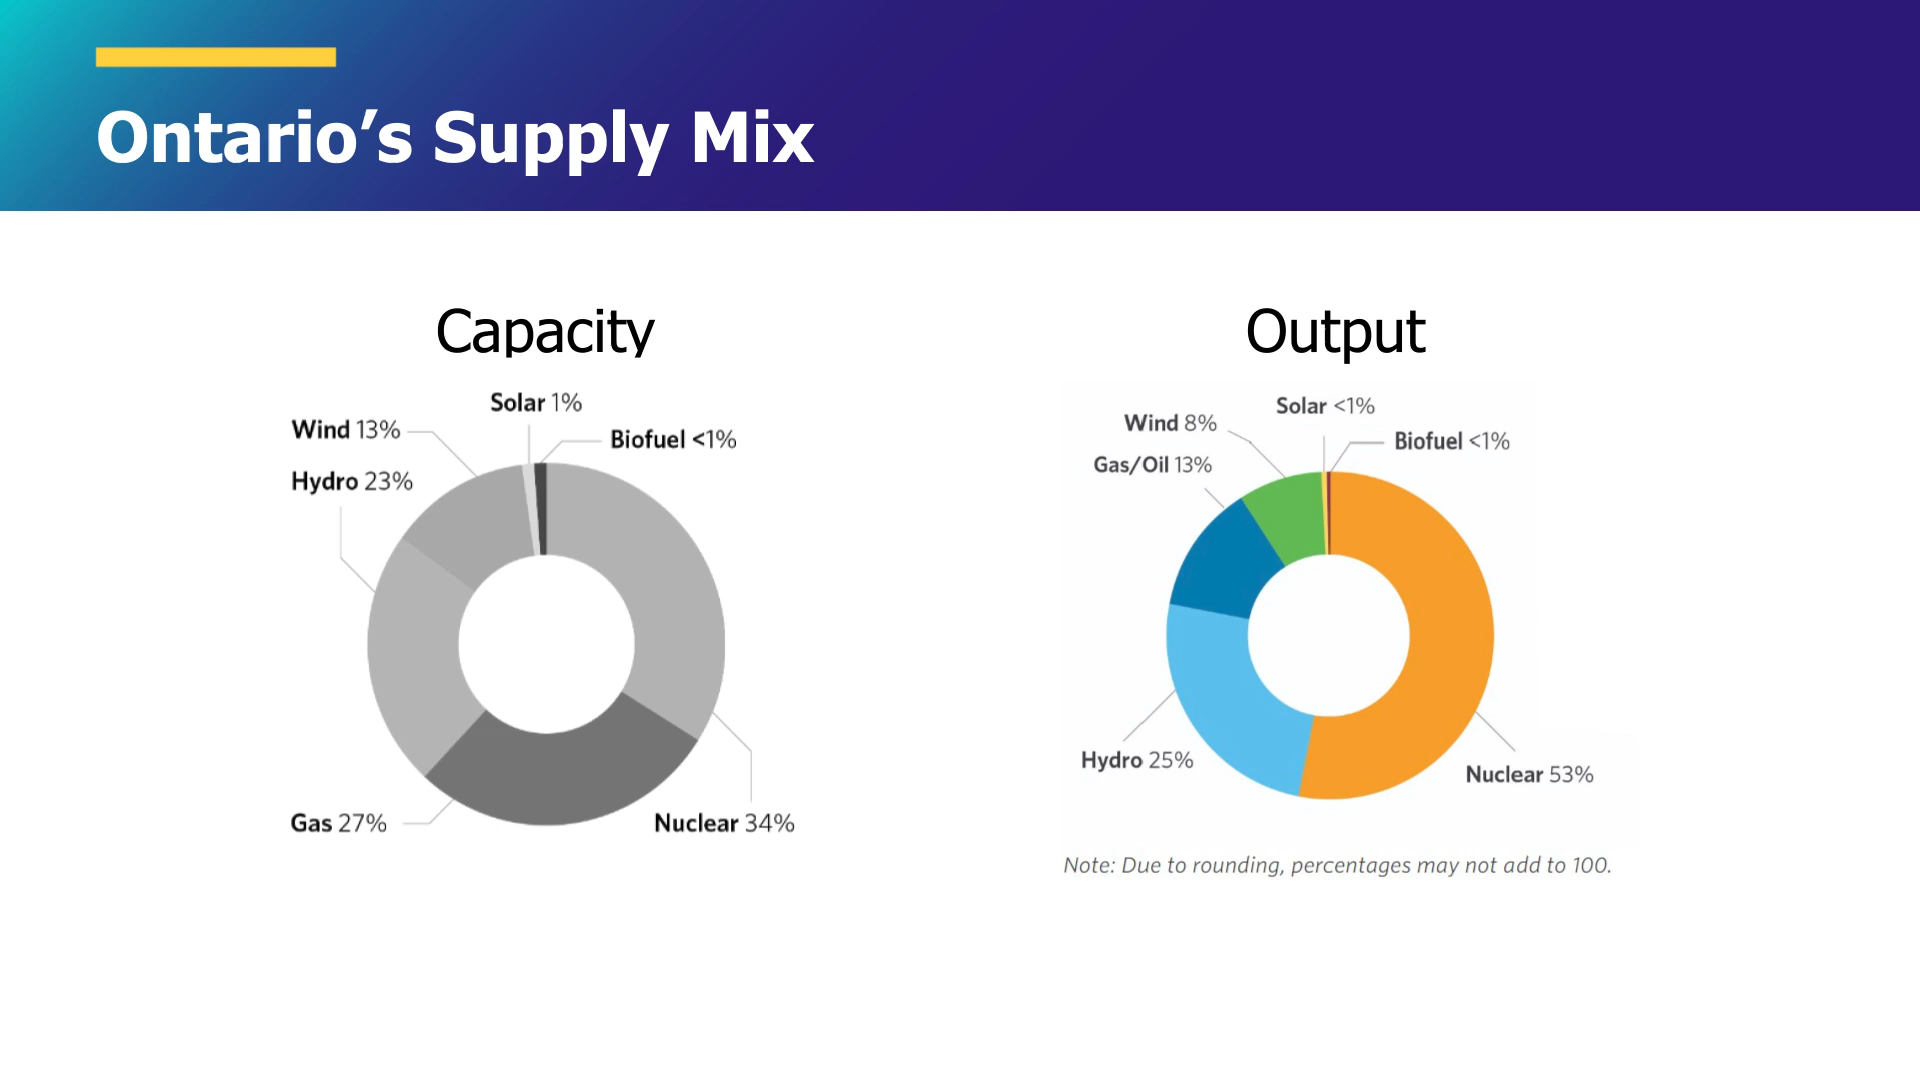 Ontario’s Supply Mix
Capacity
Solar 1%
Wind 13%
Biofuel <1%
Hydro 23%
Gas 27%
Nuclear 34%
Output
Solar <1%
Wind 8%
Biofuel <1%
Gas/Oil 13%
Hydro 25%
Nuclear 53%
Note: Due to rounding, percentages may not add to 100.